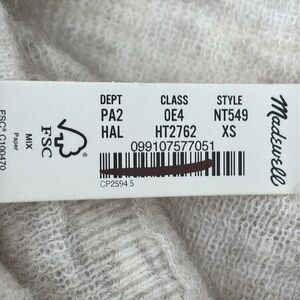 DEPT CLASS STYLE
PA2 0E4 NT549
HAL HT2762 XS
099107577051
CP2594 5
Madewell
FSC
MIX
Paper
FSC® C100470